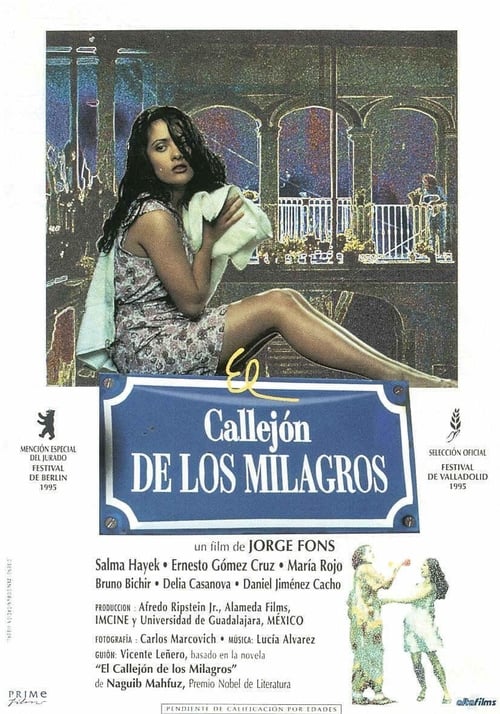 El
Callejón
DE LOS MILAGROS
MENCIÓN ESPECIAL
DEL JURADO
FESTIVAL
DE BERLIN
1995
SELECCIÓN OFICIAL
FESTIVAL
DE VALLADOLID
1995
un film de JORGE FONS
Salma Hayek • Ernesto Gómez Cruz • María Rojo
Bruno Bichir • Delia Casanova • Daniel Jiménez Cacho
PRODUCCION : Alfredo Ripstein Jr., Alameda Films,
IMCINE y Universidad de Guadalajara, MÉXICO
FOTOGRAFÍA : Carlos Marcovich • MÚSICA: Lucía Alvarez
GUIÓN: Vicente Leñero, basado en la novela
"El Callejón de los Milagros"
de Naguib Mahfuz, Premio Nobel de Literatura
PRIME
films
altafilms
PENDIENTE DE CALIFICACIÓN POR EDADES